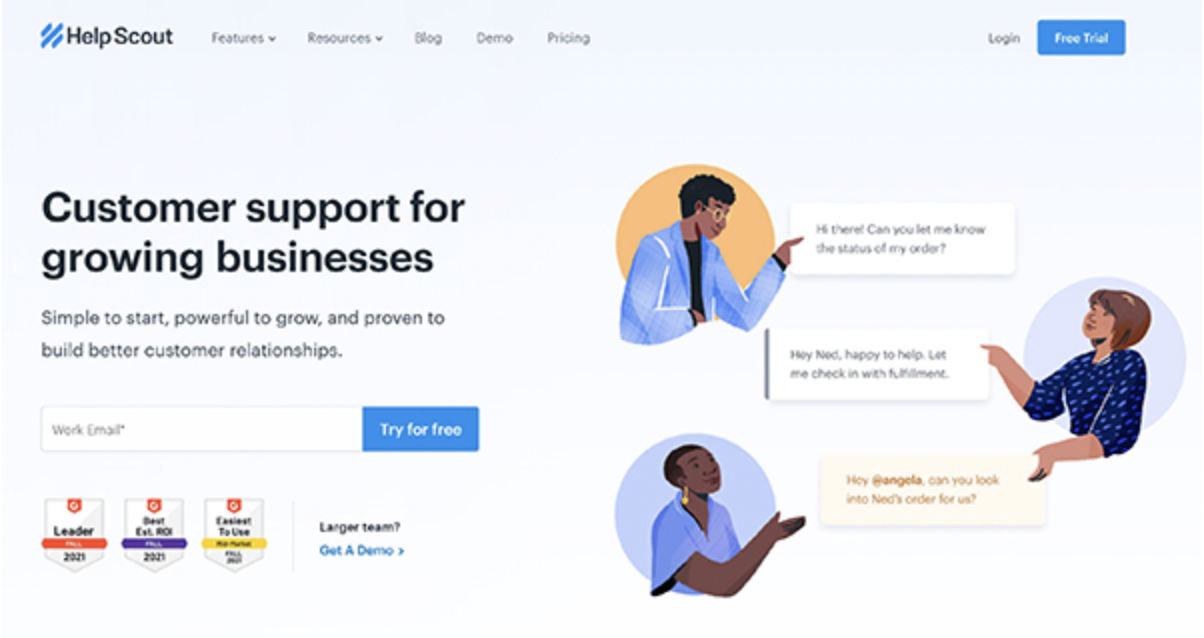 Help Scout
Features
Resources
Blog
Demo
Pricing
Login
Free Trial
Customer support for
growing businesses
Simple to start, powerful to grow, and proven to
build better customer relationships.
Work Email*
Try for free
Leader
FALL
2021
Best
Est. ROI
FALL
2021
Easiest
To Use
Mid-Market
FALL
2021
Larger team?
Get A Demo ›
Hi there! Can you let me know
the status of my order?
Hey Ned, happy to help. Let
me check in with fulfillment.
Hey @angela, can you look
into Ned's order for us?